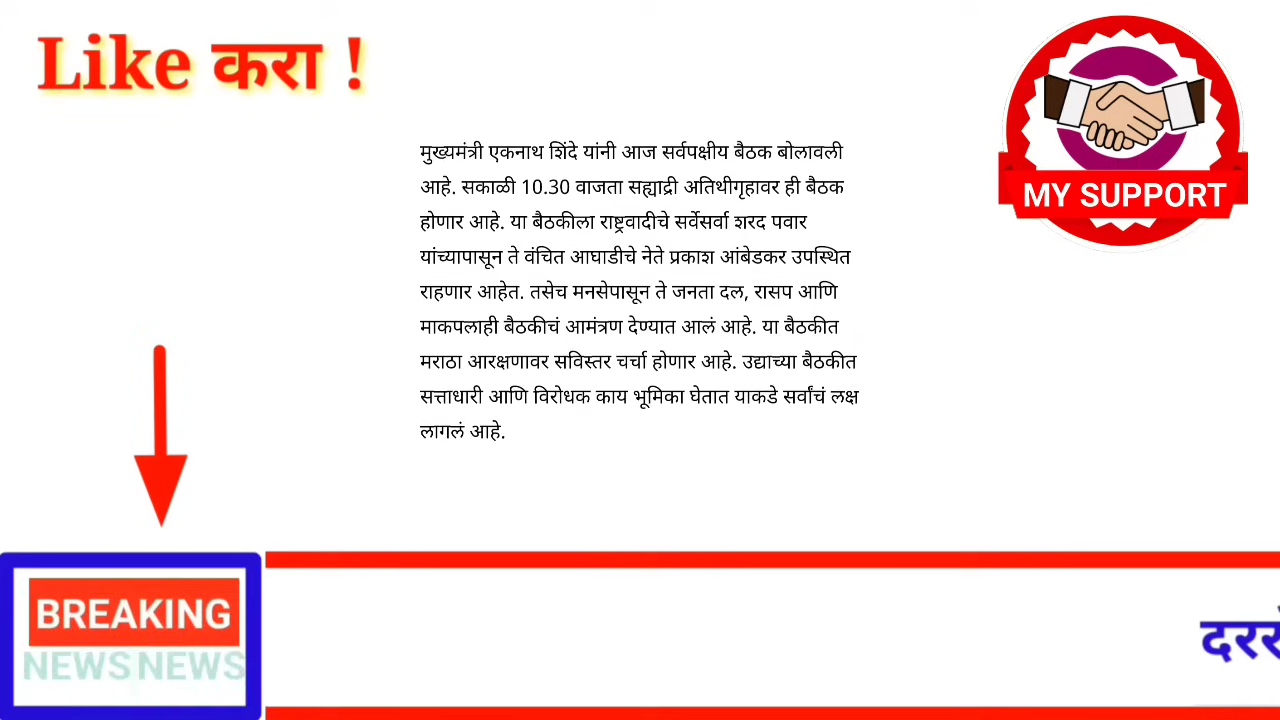 Like करा !
MY SUPPORT
मुख्यमंत्री एकनाथ शिंदे यांनी आज सर्वपक्षीय बैठक बोलावली
आहे. सकाळी 10.30 वाजता सह्याद्री अतिथीगृहावर ही बैठक
होणार आहे. या बैठकीला राष्ट्रवादीचे सर्वेसर्वा शरद पवार
यांच्यापासून ते वंचित आघाडीचे नेते प्रकाश आंबेडकर उपस्थित
राहणार आहेत. तसेच मनसेपासून ते जनता दल, रासप आणि
माकपलाही बैठकीचं आमंत्रण देण्यात आलं आहे. या बैठकीत
मराठा आरक्षणावर सविस्तर चर्चा होणार आहे. उद्याच्या बैठकीत
सत्ताधारी आणि विरोधक काय भूमिका घेतात याकडे सर्वांचं लक्ष
लागलं आहे.
BREAKING
NEWS NEWS